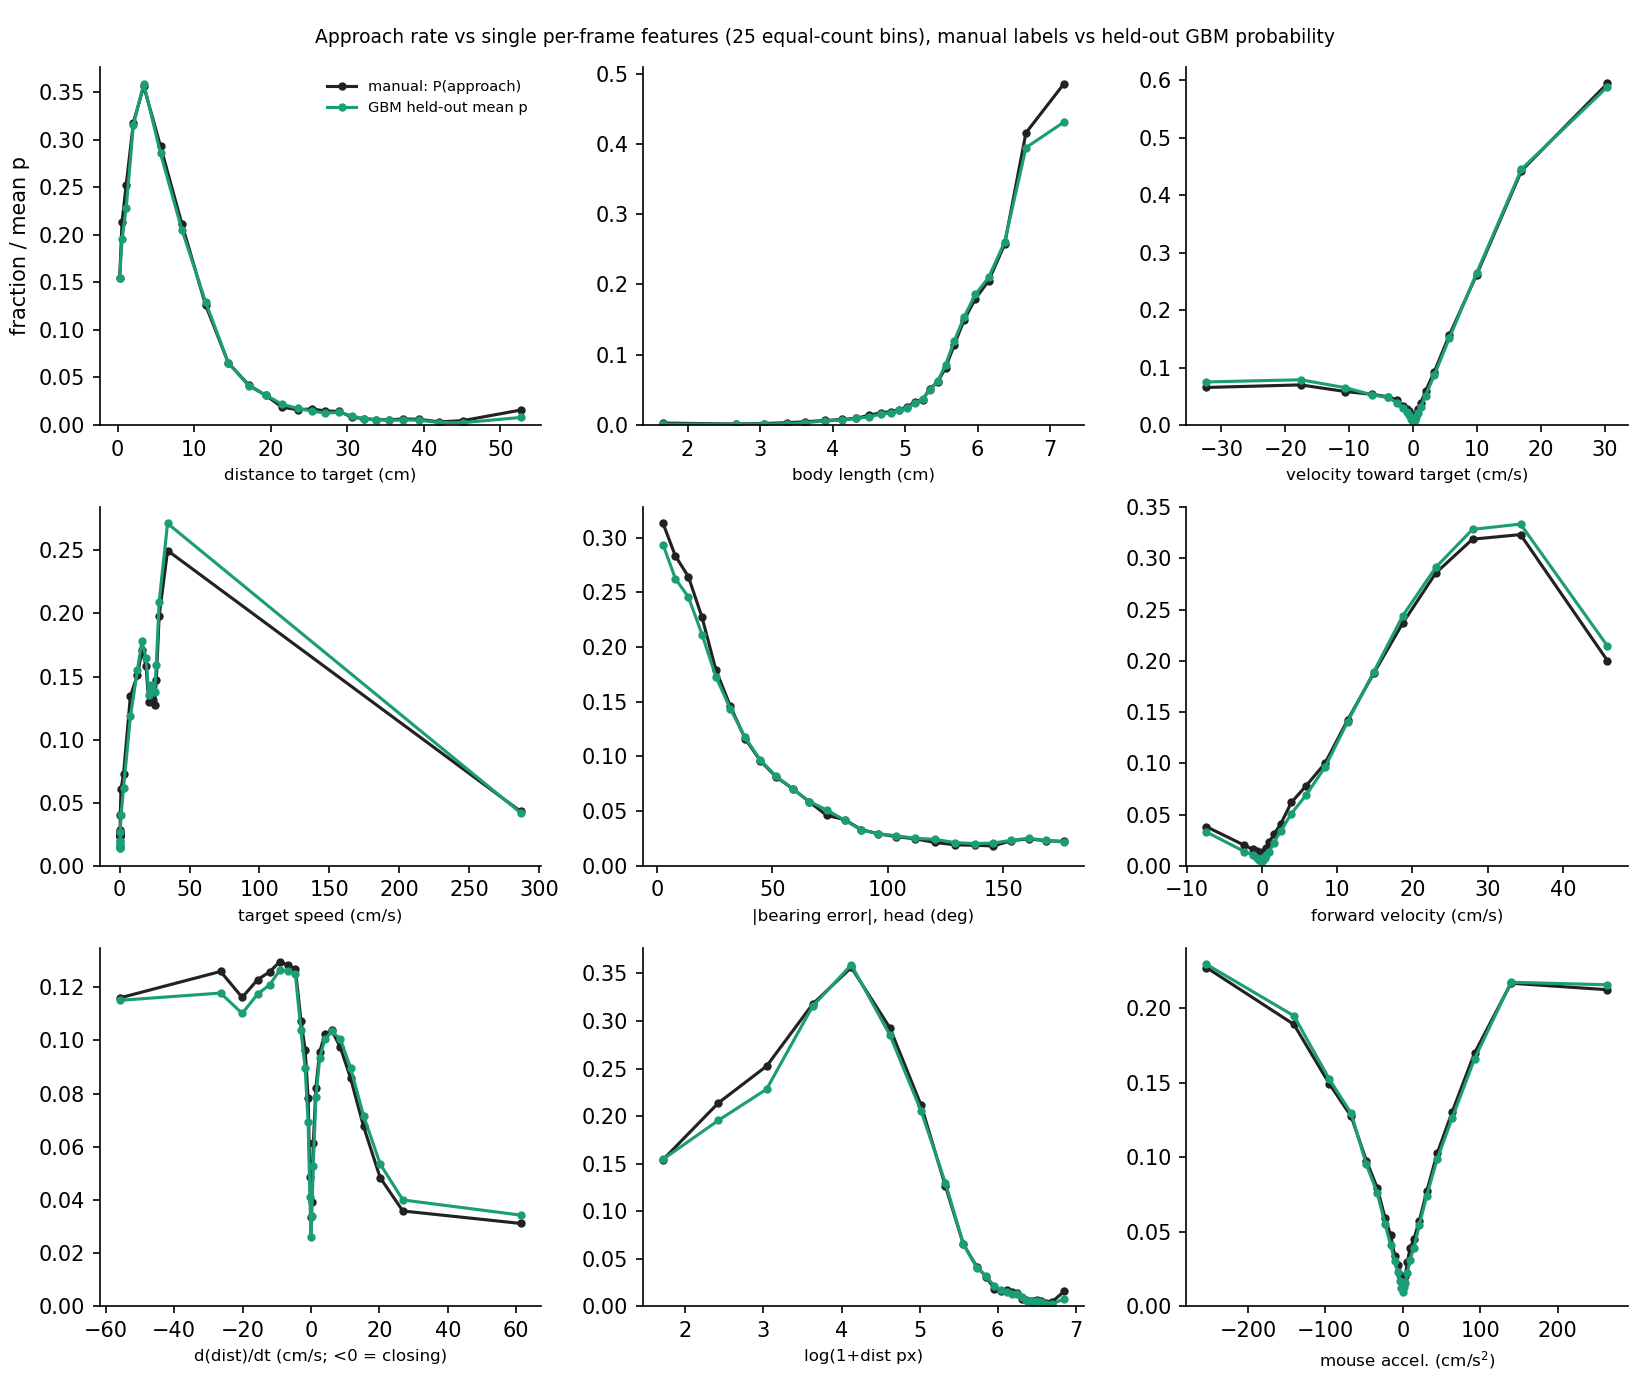 Approach rate vs single per-frame features (25 equal-count bins), manual labels vs held-out GBM probability
manual: P(approach)
GBM held-out mean p
fraction / mean p
0.35
0.30
0.25
0.20
0.15
0.10
0.05
0.00
0 10 20 30 40 50
distance to target (cm)
0.5
0.4
0.3
0.2
0.1
0.0
2 3 4 5 6 7
body length (cm)
0.6
0.5
0.4
0.3
0.2
0.1
0.0
−30 −20 −10 0 10 20 30
velocity toward target (cm/s)
0.25
0.20
0.15
0.10
0.05
0.00
0 50 100 150 200 250 300
target speed (cm/s)
0.30
0.25
0.20
0.15
0.10
0.05
0.00
0 50 100 150
|bearing error|, head (deg)
0.35
0.30
0.25
0.20
0.15
0.10
0.05
0.00
−10 0 10 20 30 40
forward velocity (cm/s)
0.12
0.10
0.08
0.06
0.04
0.02
0.00
−60 −40 −20 0 20 40 60
d(dist)/dt (cm/s; <0 = closing)
0.35
0.30
0.25
0.20
0.15
0.10
0.05
0.00
2 3 4 5 6 7
log(1+dist px)
0.20
0.15
0.10
0.05
0.00
−200 −100 0 100 200
mouse accel. (cm/s²)